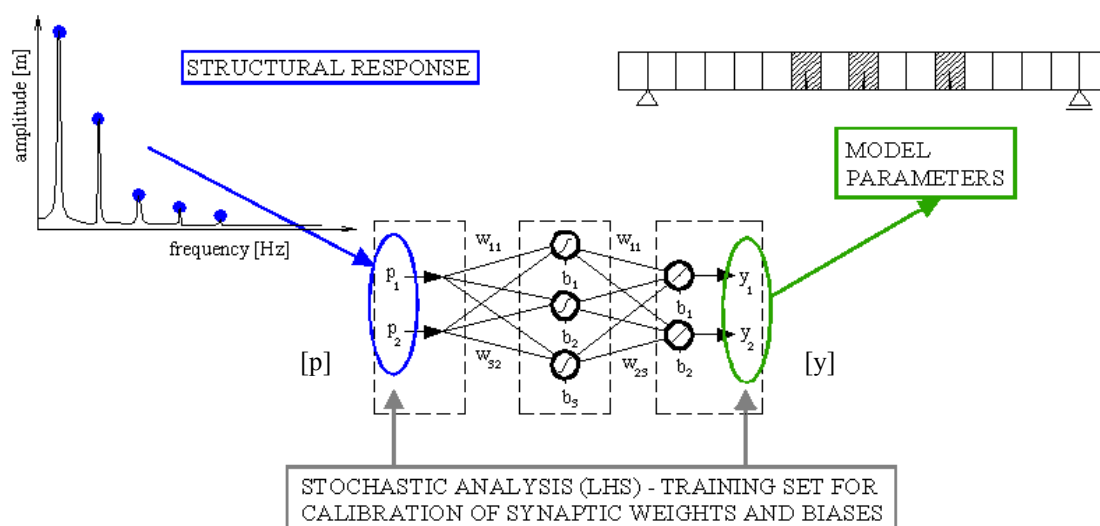 amplitude [m]
frequency [Hz]
STRUCTURAL RESPONSE
MODEL
PARAMETERS
[p]
p1
p2
w11
w32
b1
b2
b3
w11
w23
b1
b2
y1
y2
[y]
STOCHASTIC ANALYSIS (LHS) - TRAINING SET FOR
CALIBRATION OF SYNAPTIC WEIGHTS AND BIASES